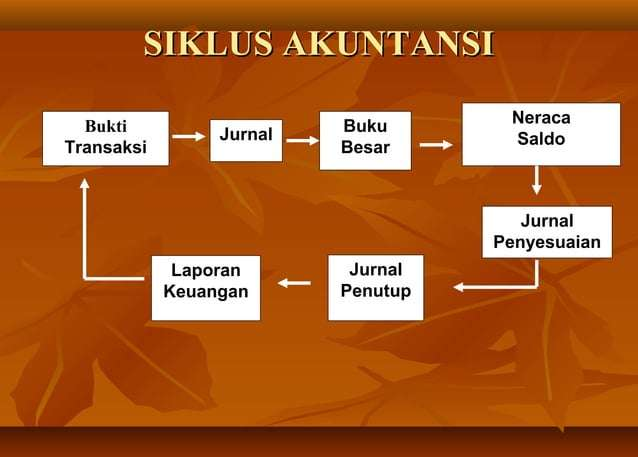 SIKLUS AKUNTANSI
Bukti
Transaksi
Jurnal
Buku
Besar
Neraca
Saldo
Jurnal
Penyesuaian
Jurnal
Penutup
Laporan
Keuangan